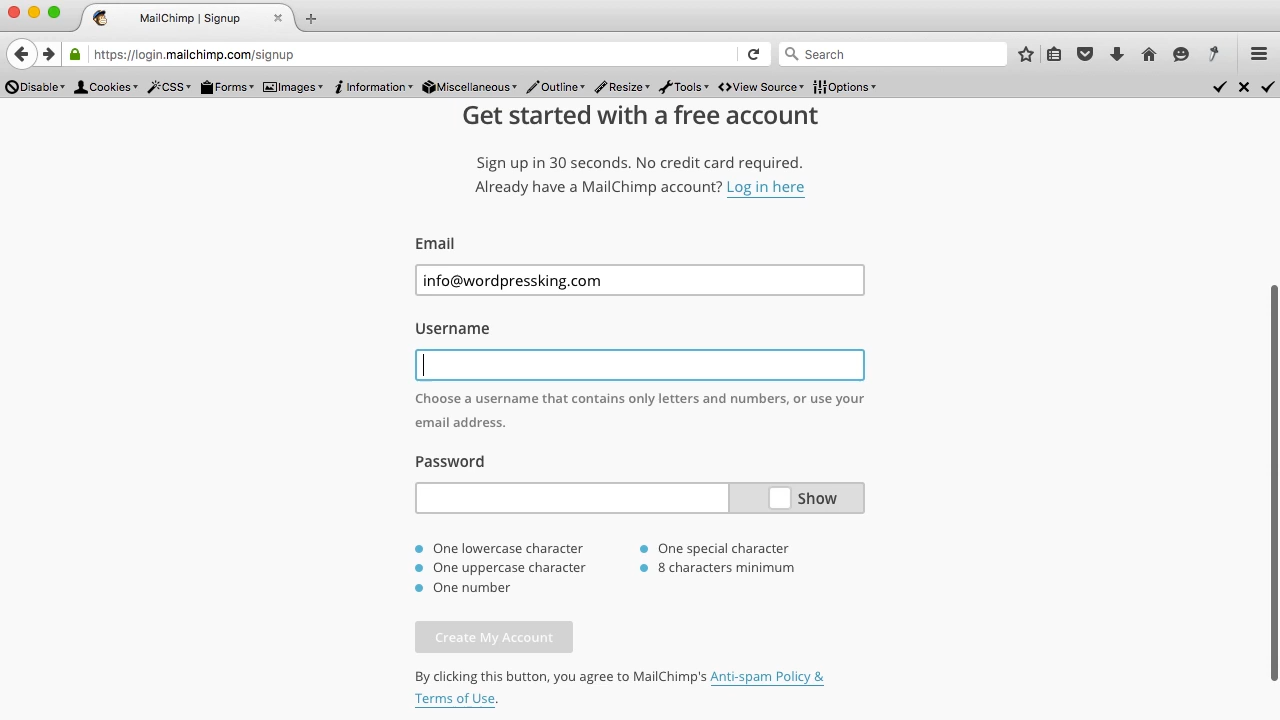 MailChimp | Signup
https://login.mailchimp.com/signup
Search
Disable Cookies CSS Forms Images Information Miscellaneous Outline Resize Tools View Source Options
Get started with a free account
Sign up in 30 seconds. No credit card required.
Already have a MailChimp account? Log in here
Email
info@wordpressking.com
Username
Choose a username that contains only letters and numbers, or use your
email address.
Password
Show
One lowercase character
One special character
One uppercase character
8 characters minimum
One number
Create My Account
By clicking this button, you agree to MailChimp's Anti-spam Policy &
Terms of Use.